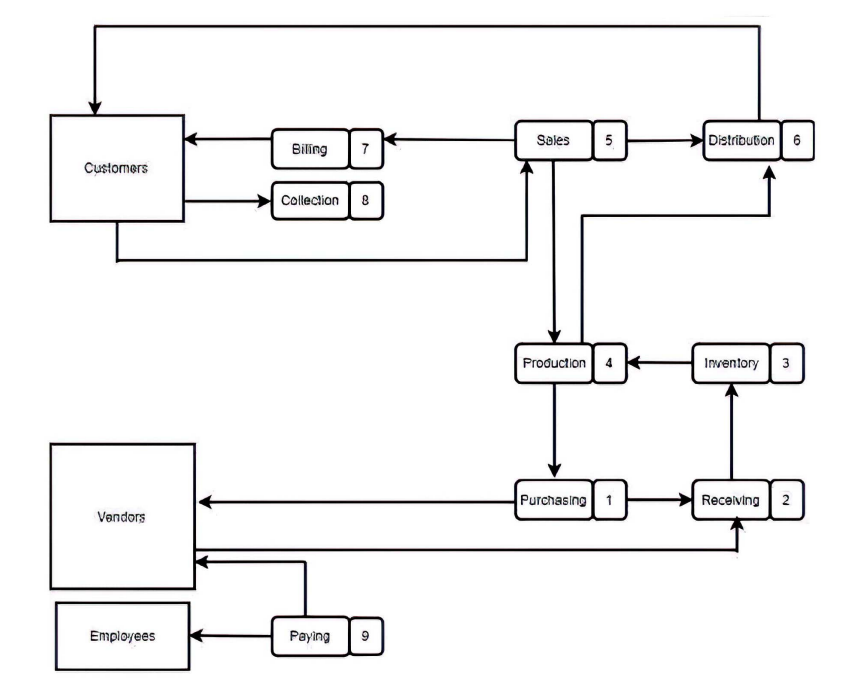 Sales 5
Distribution 6
Billing 7
Customers
Collection 8
Production 4
Inventory 3
Purchasing 1
Receiving 2
Vendors
Employees
Paying 9